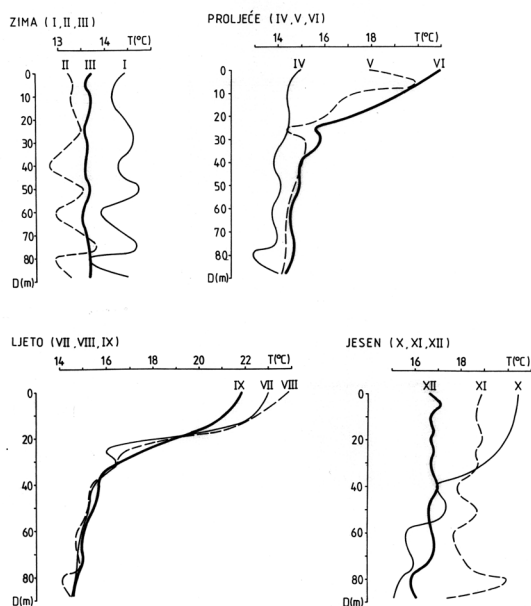 ZIMA (I,II,III)
13 14 T(°C)
II III I
0
10
20
30
40
50
60
70
80
D(m)
PROLJEĆE (IV,V,VI)
14 16 18 T(°C)
IV V VI
0
10
20
30
40
50
60
70
80
D(m)
LJETO (VII,VIII,IX)
14 16 18 20 22 T(°C)
IX VII VIII
0
20
40
60
80
D(m)
JESEN (X,XI,XII)
16 18 T(°C)
XII XI X
0
20
40
60
80
D(m)